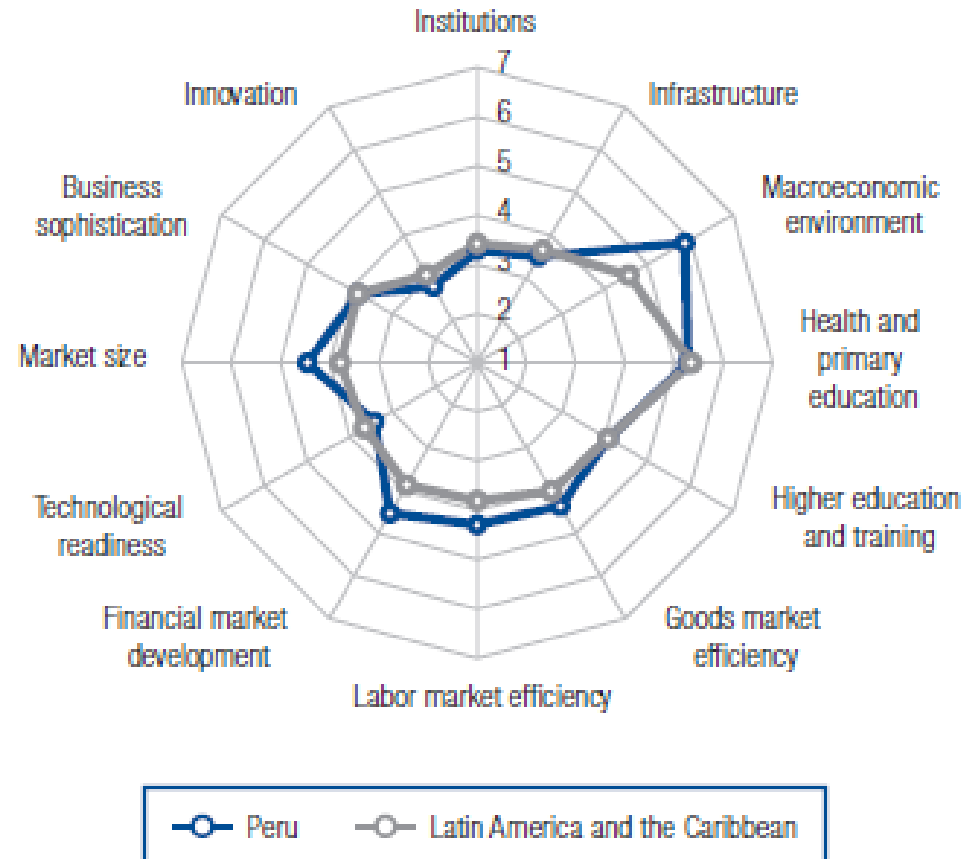 Institutions
7
6
5
4
3
2
1
Infrastructure
Macroeconomic
environment
Health and
primary
education
Higher education
and training
Goods market
efficiency
Labor market efficiency
Financial market
development
Technological
readiness
Market size
Business
sophistication
Innovation
Peru
Latin America and the Caribbean